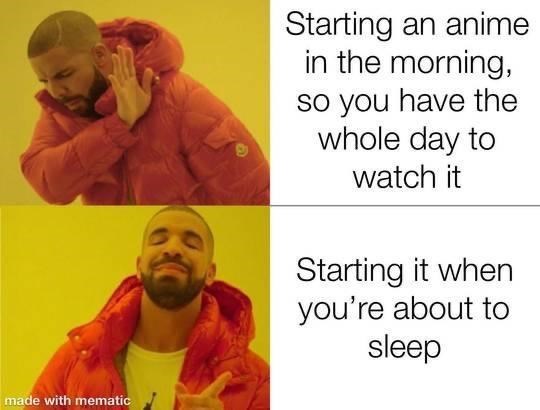 Starting an anime
in the morning,
so you have the
whole day to
watch it
Starting it when
you're about to
sleep
made with mematic